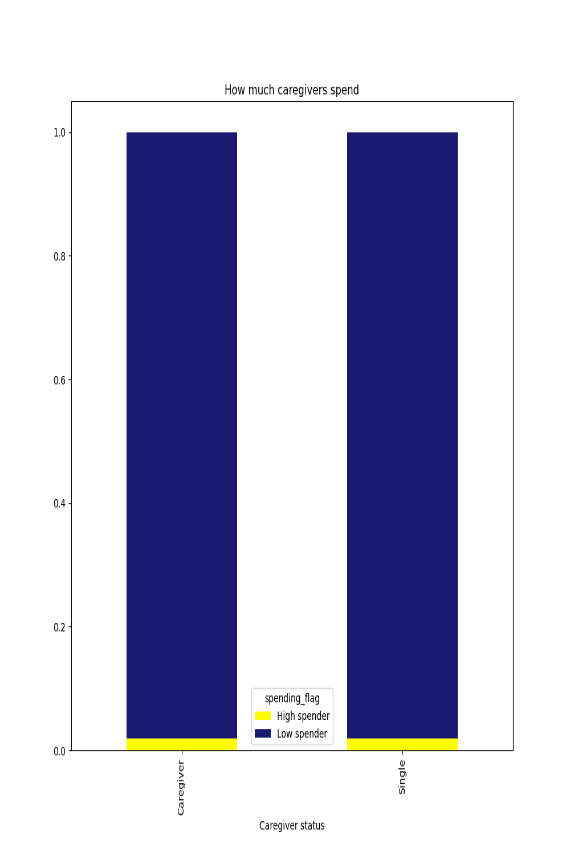 How much caregivers spend
1.0
0.8
0.6
0.4
0.2
0.0
spending_flag
High spender
Low spender
Caregiver
Single
Caregiver status